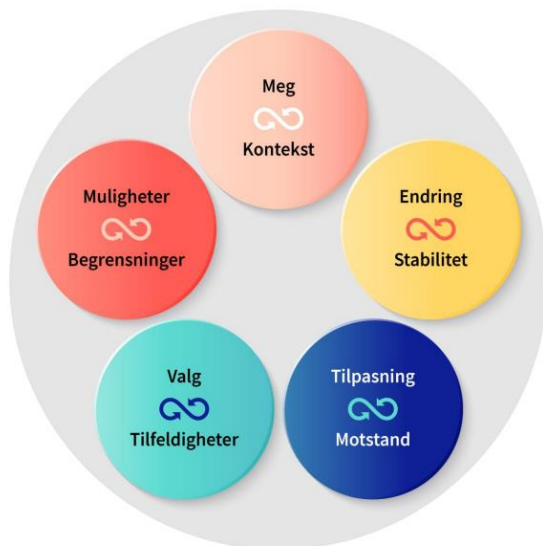 Meg
Kontekst
Muligheter
Begrensninger
Endring
Stabilitet
Valg
Tilfeldigheter
Tilpasning
Motstand